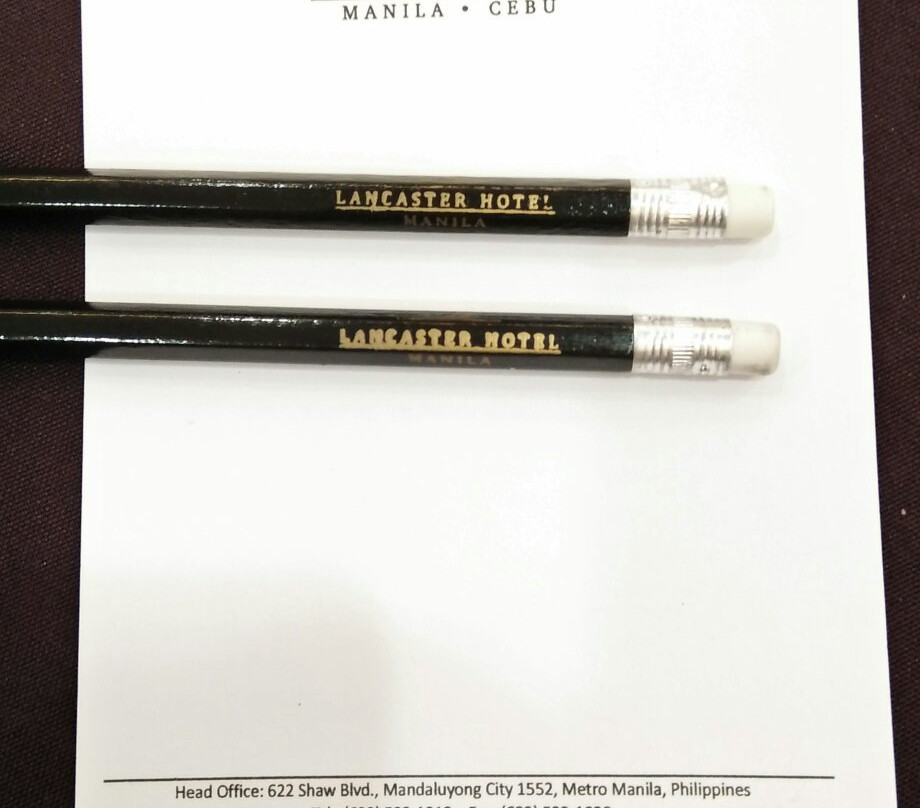 MANILA • CEBU
LANCASTER HOTEL
MANILA
LANCASTER HOTEL
MANILA
Head Office: 622 Shaw Blvd., Mandaluyong City 1552, Metro Manila, Philippines